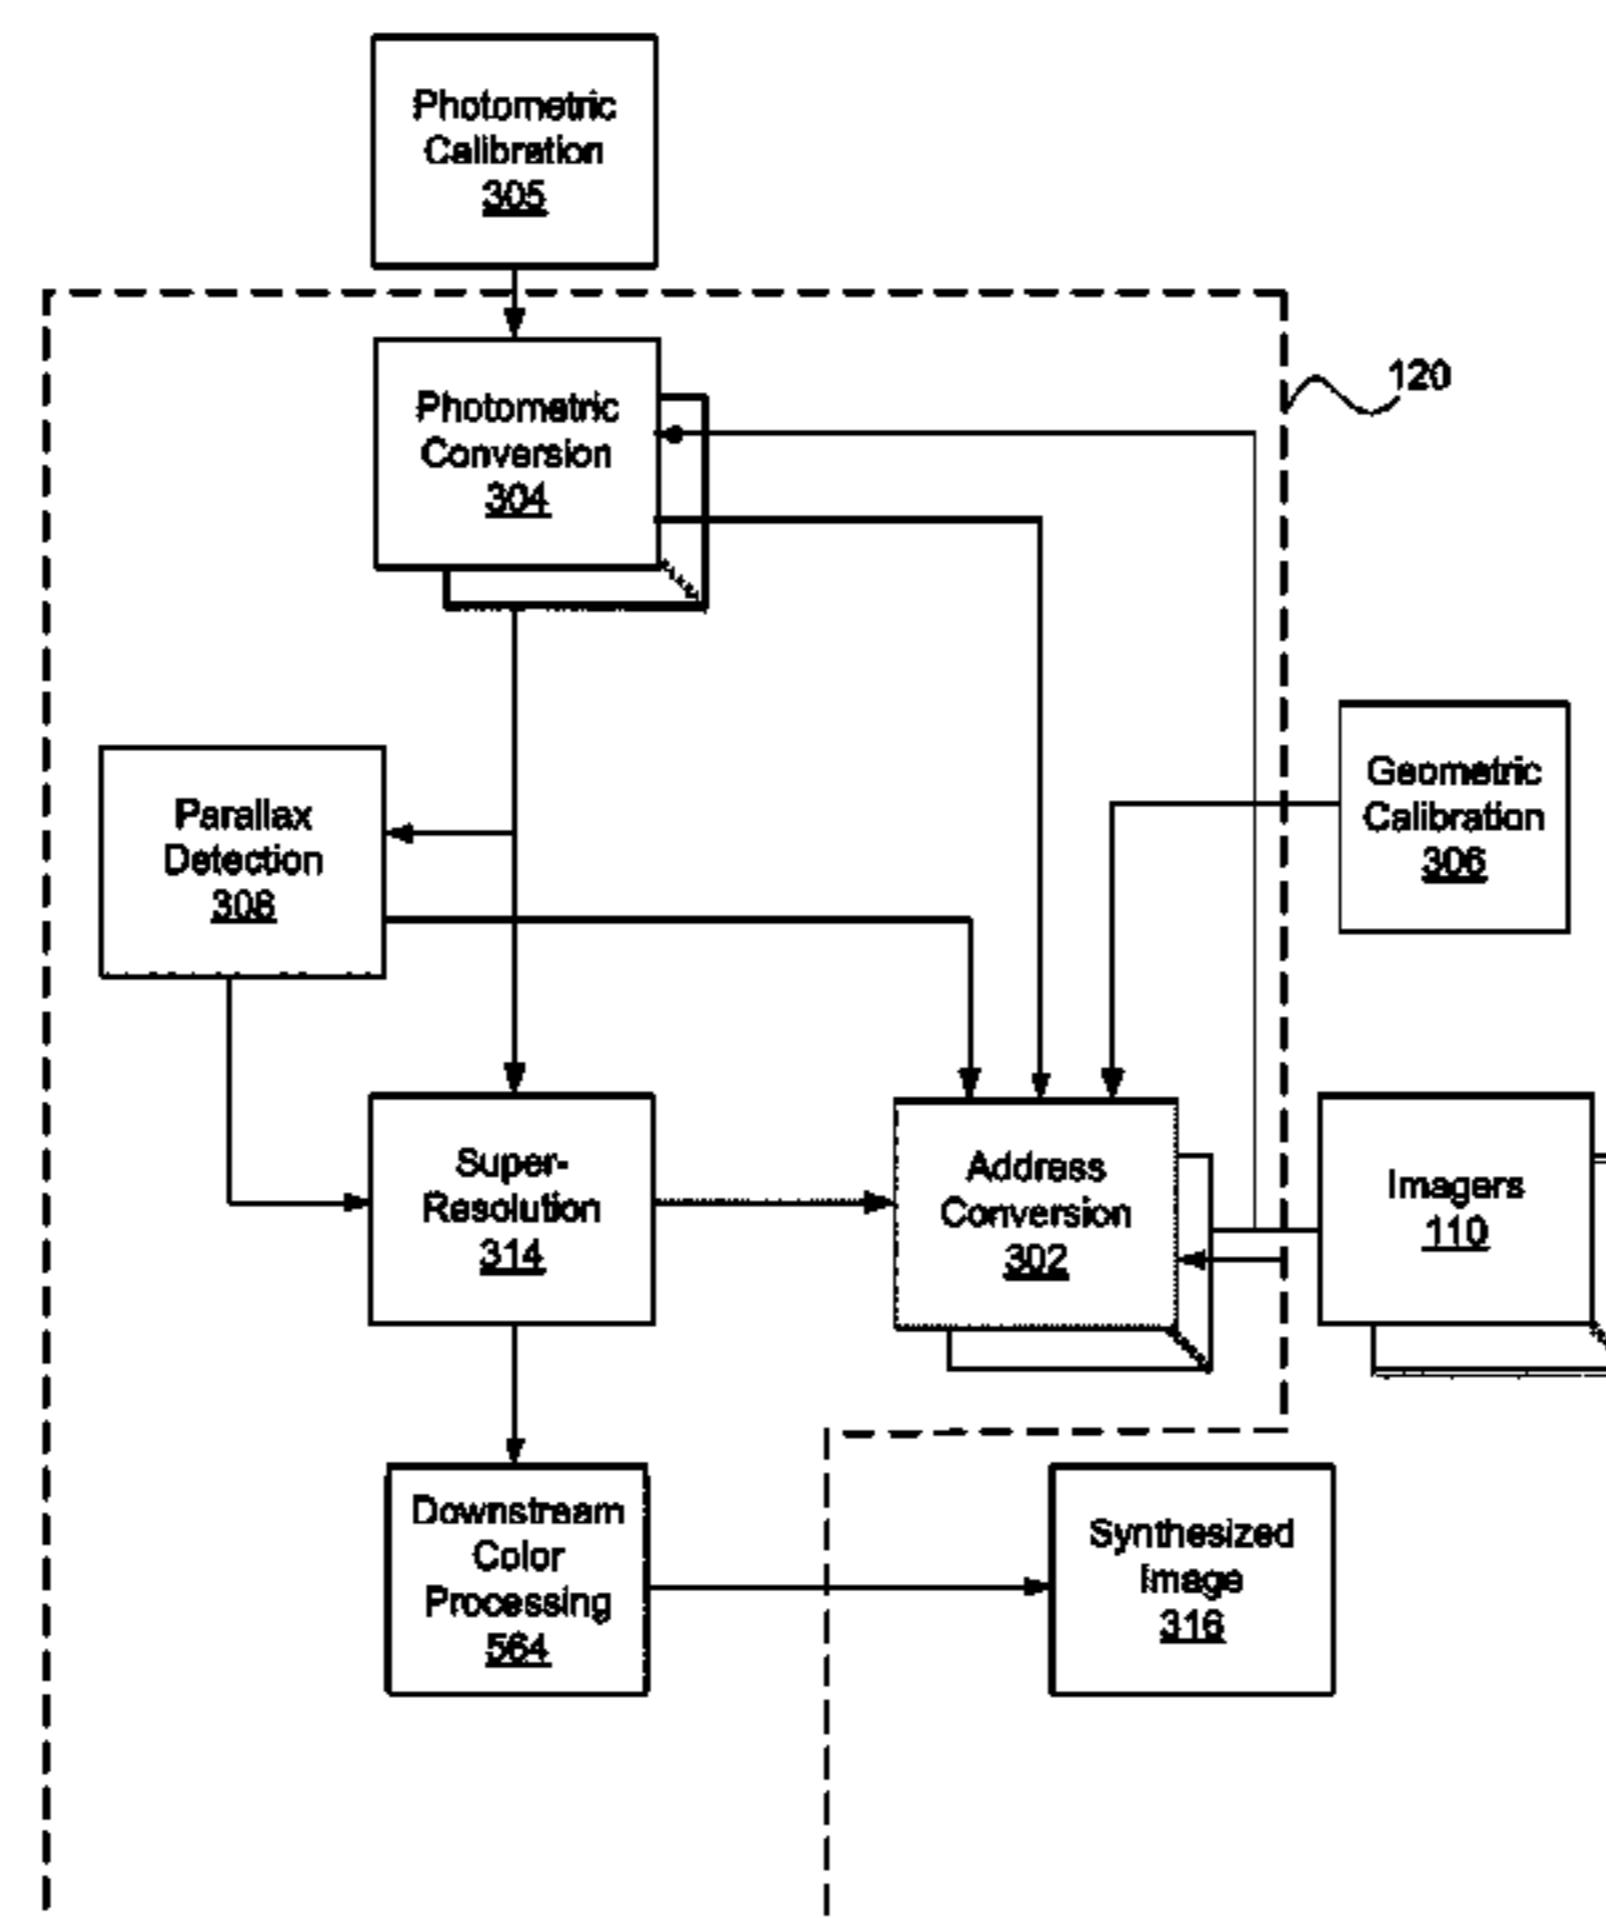 Photometric
Calibration
305
Photometric
Conversion
304
120
Geometric
Calibration
306
Parallax
Detection
308
Super-
Resolution
314
Address
Conversion
302
Imagers
110
Downstream
Color
Processing
564
Synthesized
Image
316